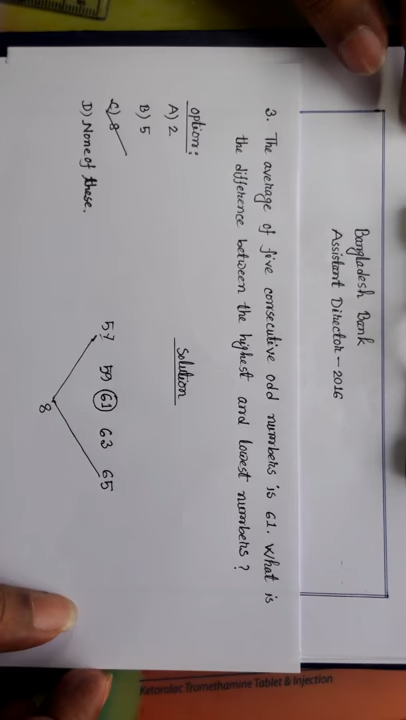 Bangladesh Bank
Assistant Director - 2016
3. The average of five consecutive odd numbers is 61. What is
the difference between the highest and lowest numbers?
option:
A) 2
B) 5
C) 8
D) None of these.
Solution
57 59 61 63 65
8
Ketorolac Tromethamine Tablet & Injection